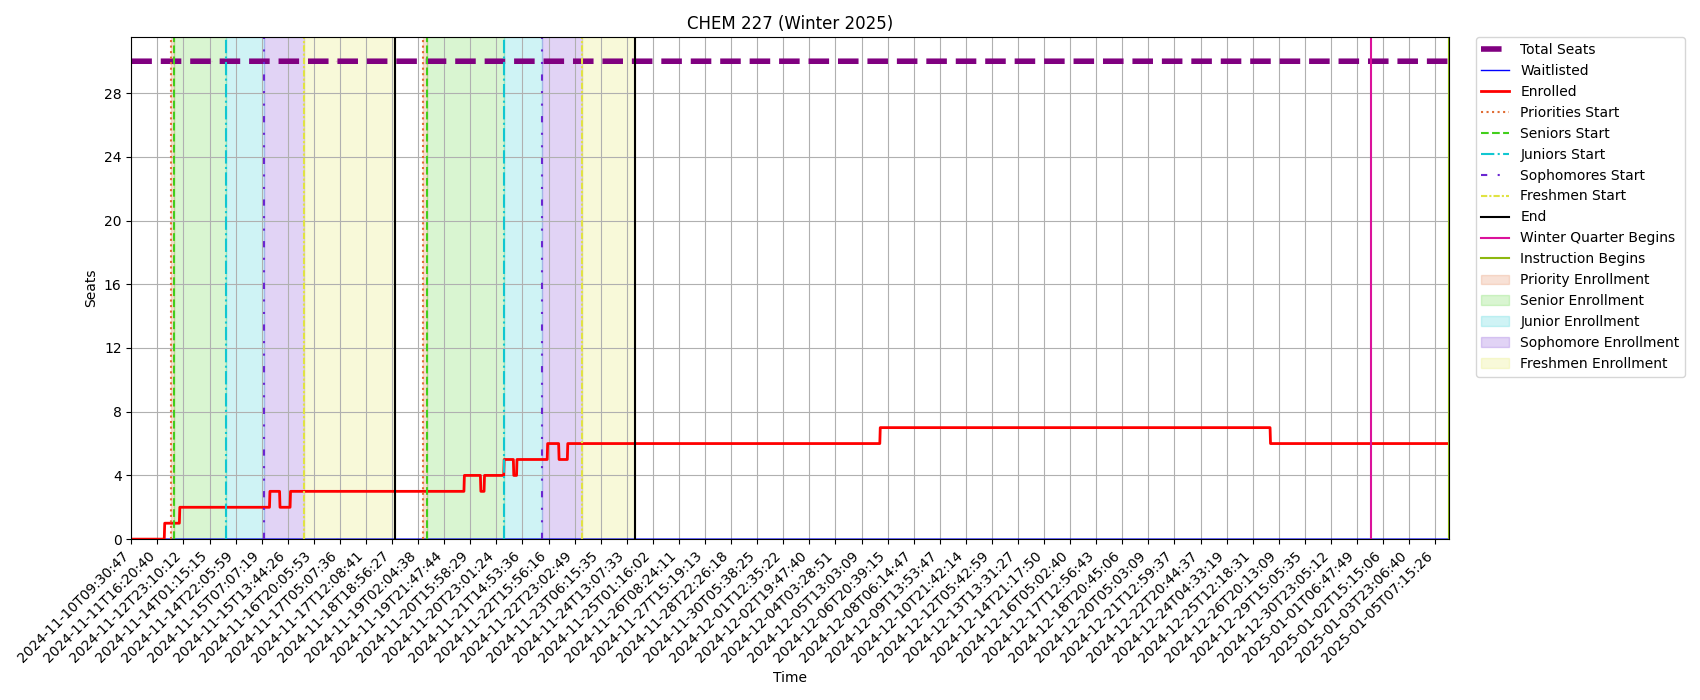 CHEM 227 (Winter 2025)
Seats
28
24
20
16
12
8
4
0
2024-11-10T09:30:47
2024-11-11T16:20:40
2024-11-12T23:10:12
2024-11-14T01:15:15
2024-11-14T22:05:59
2024-11-15T07:07:19
2024-11-15T13:44:26
2024-11-16T20:05:53
2024-11-17T05:07:36
2024-11-17T12:08:41
2024-11-18T18:56:27
2024-11-19T02:04:38
2024-11-19T21:47:44
2024-11-20T15:58:29
2024-11-20T23:01:24
2024-11-21T14:53:36
2024-11-22T15:56:16
2024-11-22T23:02:49
2024-11-23T06:15:35
2024-11-24T13:07:33
2024-11-25T01:16:02
2024-11-26T08:24:11
2024-11-27T15:19:13
2024-11-28T22:26:18
2024-11-30T05:38:25
2024-12-01T12:35:22
2024-12-02T19:47:40
2024-12-04T03:28:51
2024-12-05T13:03:09
2024-12-06T20:39:15
2024-12-08T06:14:47
2024-12-09T13:53:47
2024-12-10T21:42:14
2024-12-12T05:42:59
2024-12-13T13:31:27
2024-12-14T21:17:50
2024-12-16T05:02:40
2024-12-17T12:56:43
2024-12-18T20:45:06
2024-12-20T05:03:09
2024-12-21T12:59:37
2024-12-22T20:44:37
2024-12-24T04:33:19
2024-12-25T12:18:31
2024-12-26T20:13:09
2024-12-29T15:05:35
2024-12-30T23:05:12
2025-01-01T06:47:49
2025-01-02T15:15:06
2025-01-03T23:06:40
2025-01-05T07:15:26
Time
Total Seats
Waitlisted
Enrolled
Priorities Start
Seniors Start
Juniors Start
Sophomores Start
Freshmen Start
End
Winter Quarter Begins
Instruction Begins
Priority Enrollment
Senior Enrollment
Junior Enrollment
Sophomore Enrollment
Freshmen Enrollment